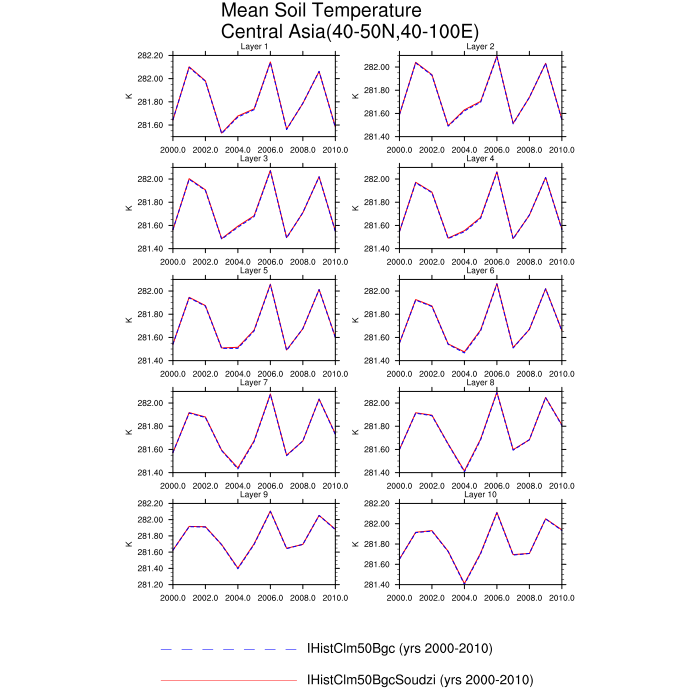 Mean Soil Temperature
Central Asia(40-50N,40-100E)
Layer 1
Layer 2
282.20
282.00
281.80
281.60
K
2000.0 2002.0 2004.0 2006.0 2008.0 2010.0
282.00
281.80
281.60
281.40
K
2000.0 2002.0 2004.0 2006.0 2008.0 2010.0
Layer 3
Layer 4
282.00
281.80
281.60
281.40
K
2000.0 2002.0 2004.0 2006.0 2008.0 2010.0
282.00
281.80
281.60
281.40
K
2000.0 2002.0 2004.0 2006.0 2008.0 2010.0
Layer 5
Layer 6
282.00
281.80
281.60
281.40
K
2000.0 2002.0 2004.0 2006.0 2008.0 2010.0
282.00
281.80
281.60
281.40
K
2000.0 2002.0 2004.0 2006.0 2008.0 2010.0
Layer 7
Layer 8
282.00
281.80
281.60
281.40
K
2000.0 2002.0 2004.0 2006.0 2008.0 2010.0
282.00
281.80
281.60
281.40
K
2000.0 2002.0 2004.0 2006.0 2008.0 2010.0
Layer 9
Layer 10
282.20
282.00
281.80
281.60
281.40
281.20
K
2000.0 2002.0 2004.0 2006.0 2008.0 2010.0
282.20
282.00
281.80
281.60
281.40
K
2000.0 2002.0 2004.0 2006.0 2008.0 2010.0
IHistClm50Bgc (yrs 2000-2010)
IHistClm50BgcSoudzi (yrs 2000-2010)